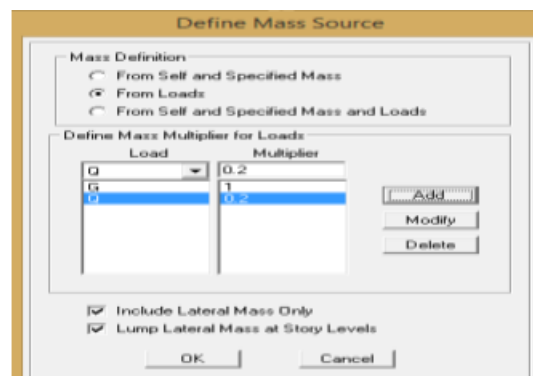 Define Mass Source
Mass Definition
From Self and Specified Mass
From Loads
From Self and Specified Mass and Loads
Define Mass Multiplier for Loads
Load Multiplier
Q 0.2
G 1
Q 0.2
Add
Modify
Delete
Include Lateral Mass Only
Lump Lateral Mass at Story Levels
OK Cancel